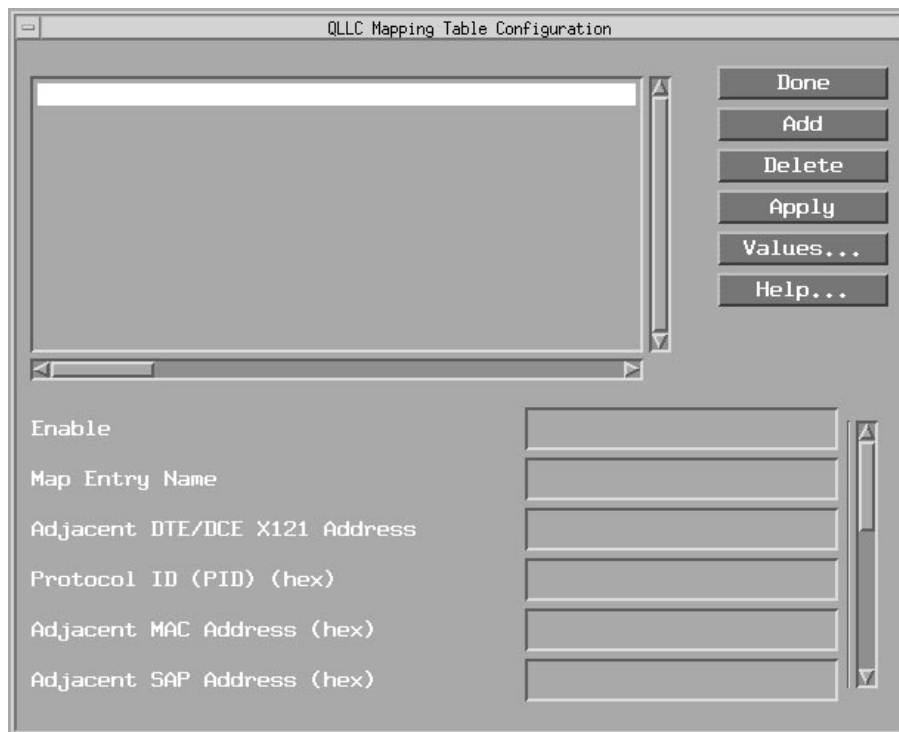 QLLC Mapping Table Configuration
Done
Add
Delete
Apply
Values...
Help...
Enable
Map Entry Name
Adjacent DTE/DCE X121 Address
Protocol ID (PID) (hex)
Adjacent MAC Address (hex)
Adjacent SAP Address (hex)